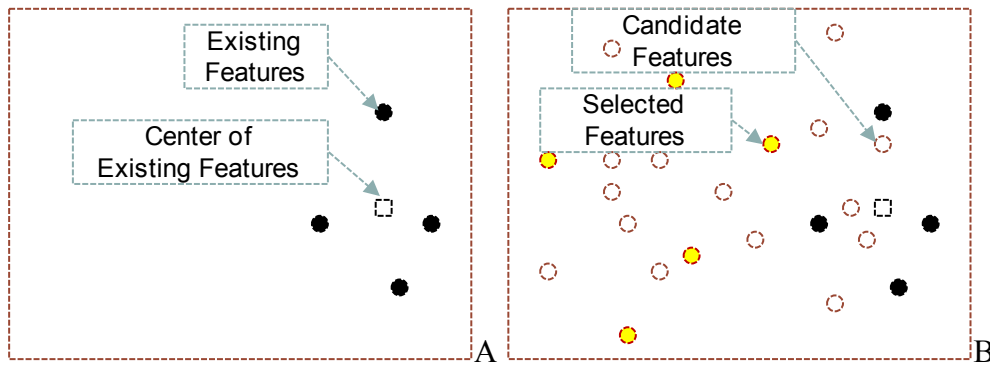 Existing
Features
Center of
Existing Features
A
Candidate
Features
Selected
Features
B